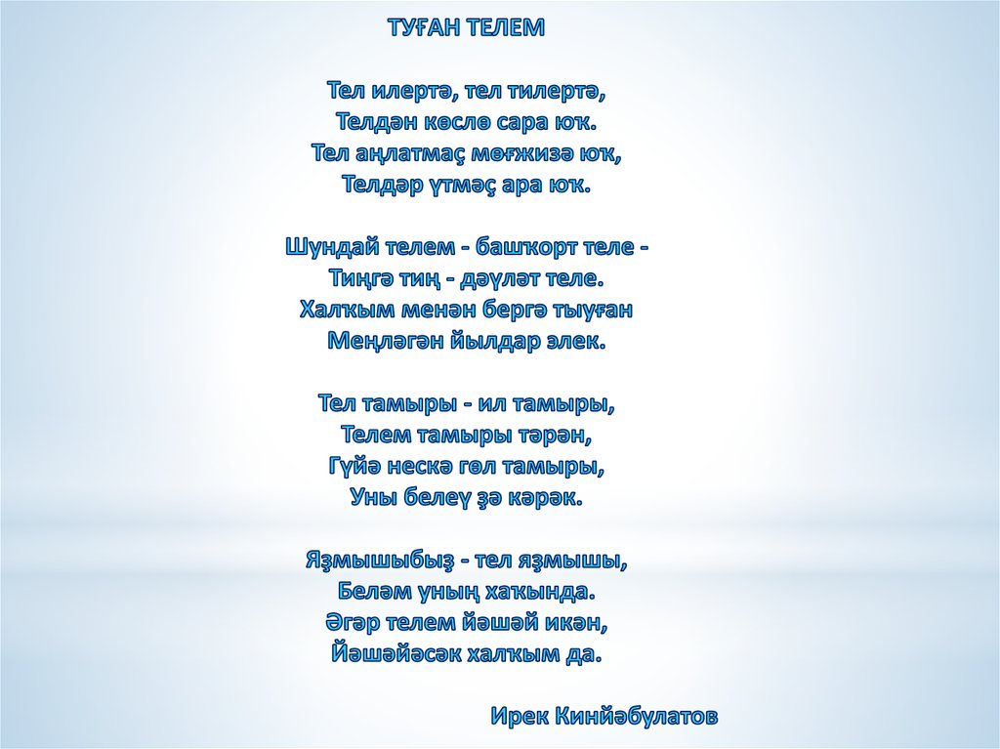 ТУҒАН ТЕЛЕМ
Тел илертә, тел тилертә,
Телдән көслө сара юҡ.
Тел аңлатмаҫ мөғжизә юҡ,
Телдәр үтмәҫ ара юҡ.
Шундай телем - башҡорт теле -
Тиңгә тиң - дәүләт теле.
Халҡым менән бергә тыуған
Меңләгән йылдар элек.
Тел тамыры - ил тамыры,
Телем тамыры тәрән,
Гүйә нескә гөл тамыры,
Уны белеү ҙә кәрәк.
Яҙмышыбыҙ - тел яҙмышы,
Беләм уның хаҡында.
Әгәр телем йәшәй икән,
Йәшәйәсәк халҡым да.
Ирек Кинйәбулатов